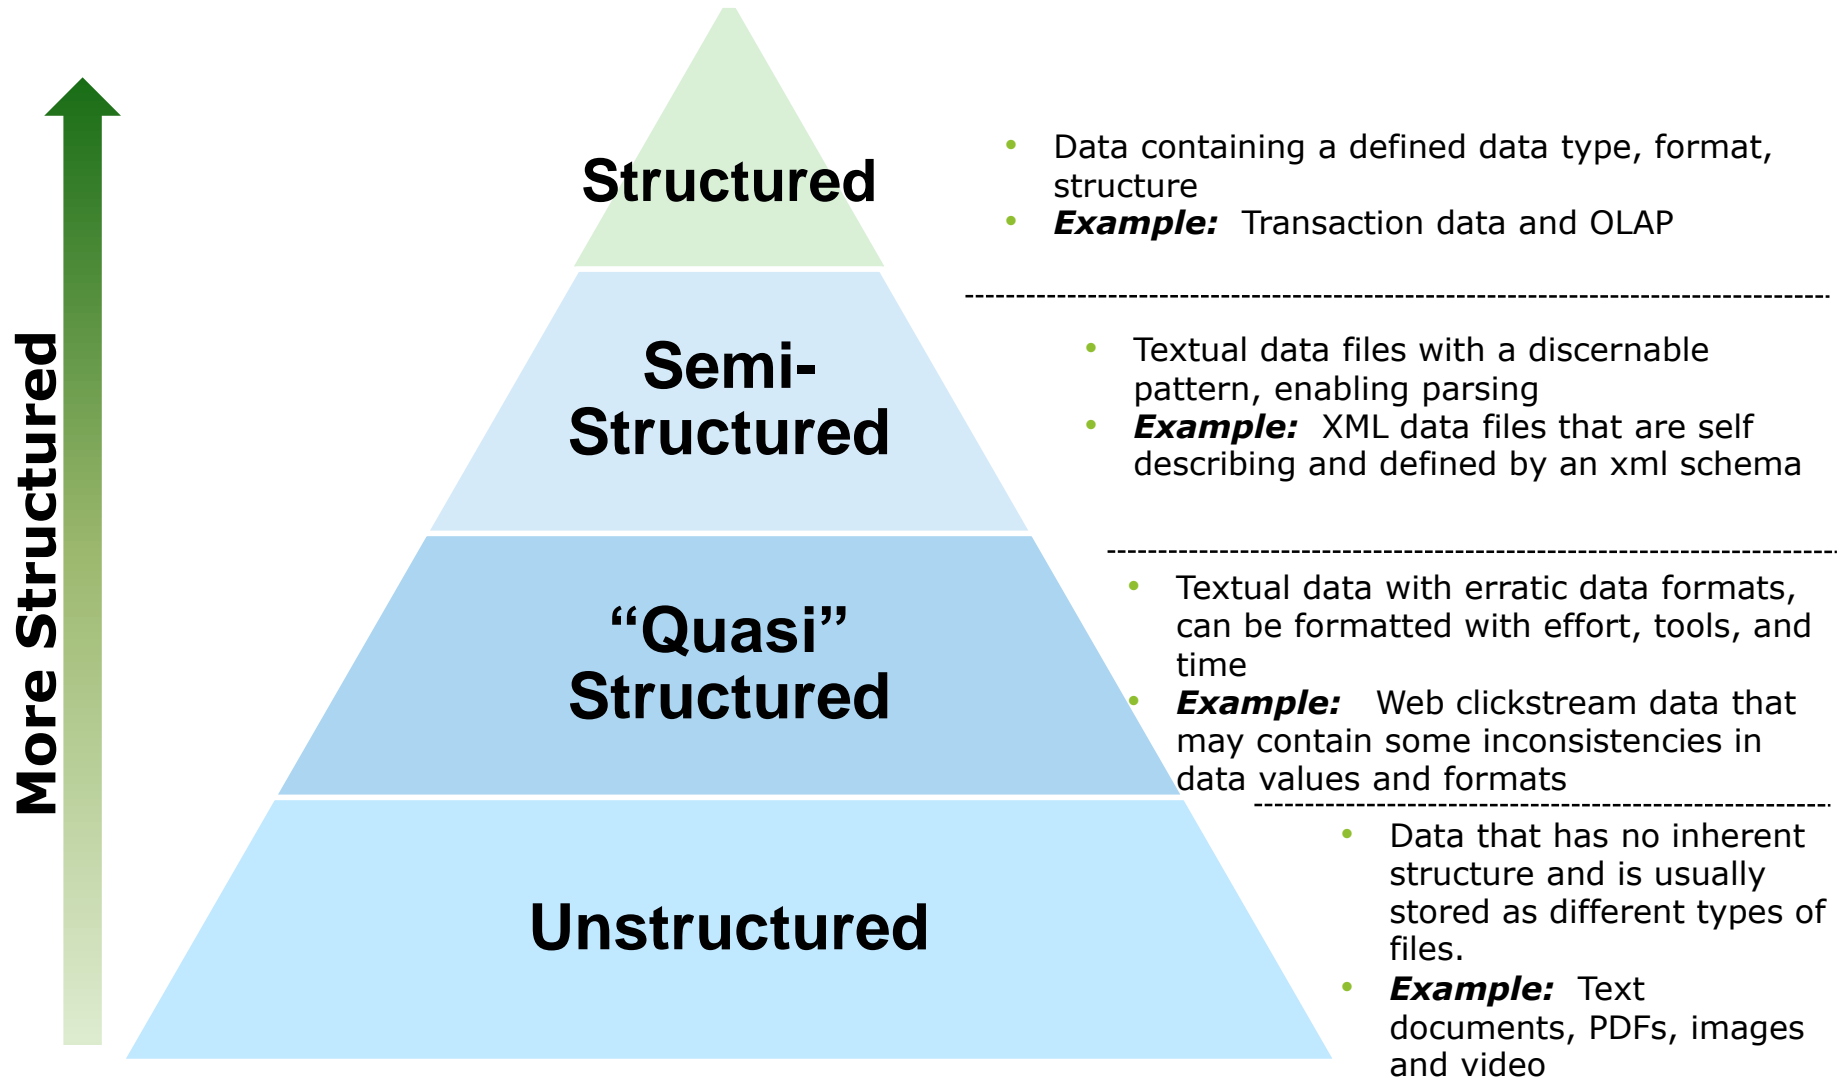 More Structured
Structured
• Data containing a defined data type, format,
structure
• Example: Transaction data and OLAP
Semi-
Structured
• Textual data files with a discernable
pattern, enabling parsing
• Example: XML data files that are self
describing and defined by an xml schema
“Quasi”
Structured
• Textual data with erratic data formats,
can be formatted with effort, tools, and
time
• Example: Web clickstream data that
may contain some inconsistencies in
data values and formats
Unstructured
• Data that has no inherent
structure and is usually
stored as different types of
files.
• Example: Text
documents, PDFs, images
and video